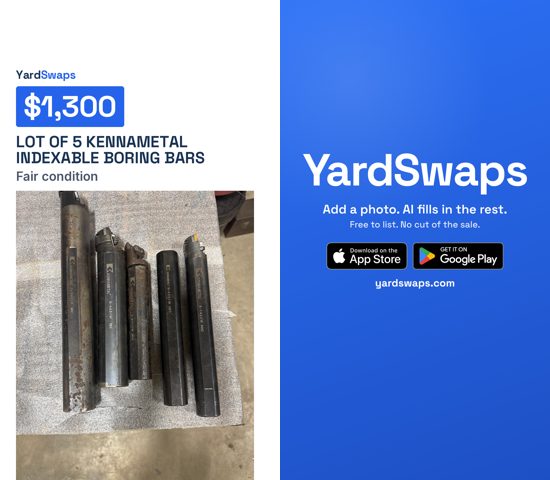 YardSwaps
$1,300
LOT OF 5 KENNAMETAL
INDEXABLE BORING BARS
Fair condition
YardSwaps
Add a photo. AI fills in the rest.
Free to list. No cut of the sale.
Download on the
App Store
GET IT ON
Google Play
yardswaps.com